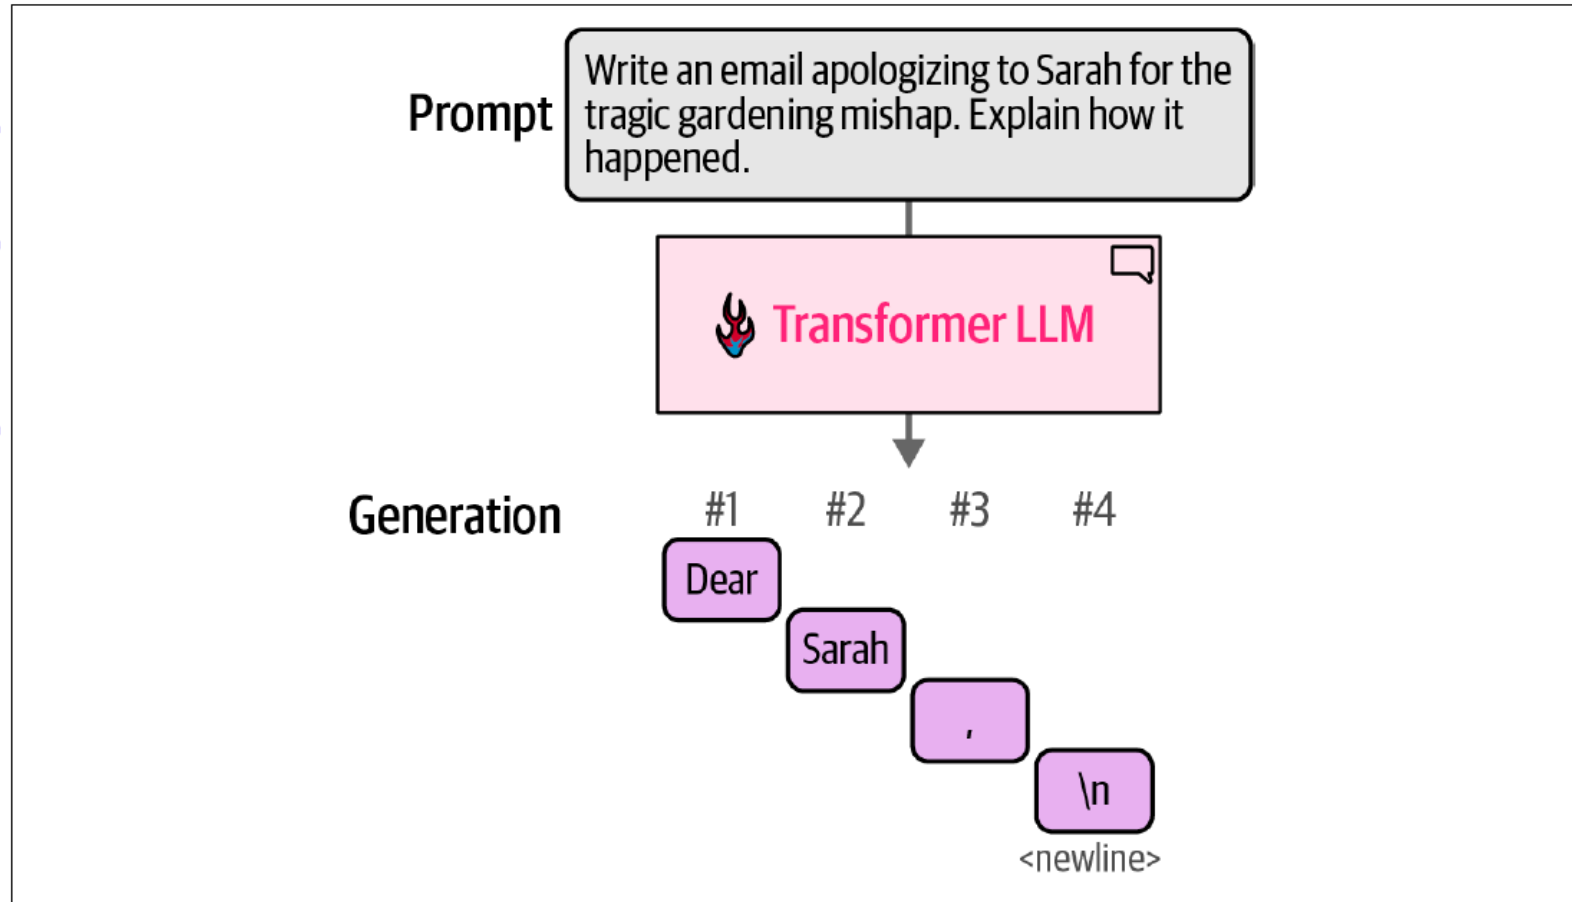 Prompt
Write an email apologizing to Sarah for the
tragic gardening mishap. Explain how it
happened.
Transformer LLM
Generation
#1 #2 #3 #4
Dear
Sarah
,
\n
<newline>